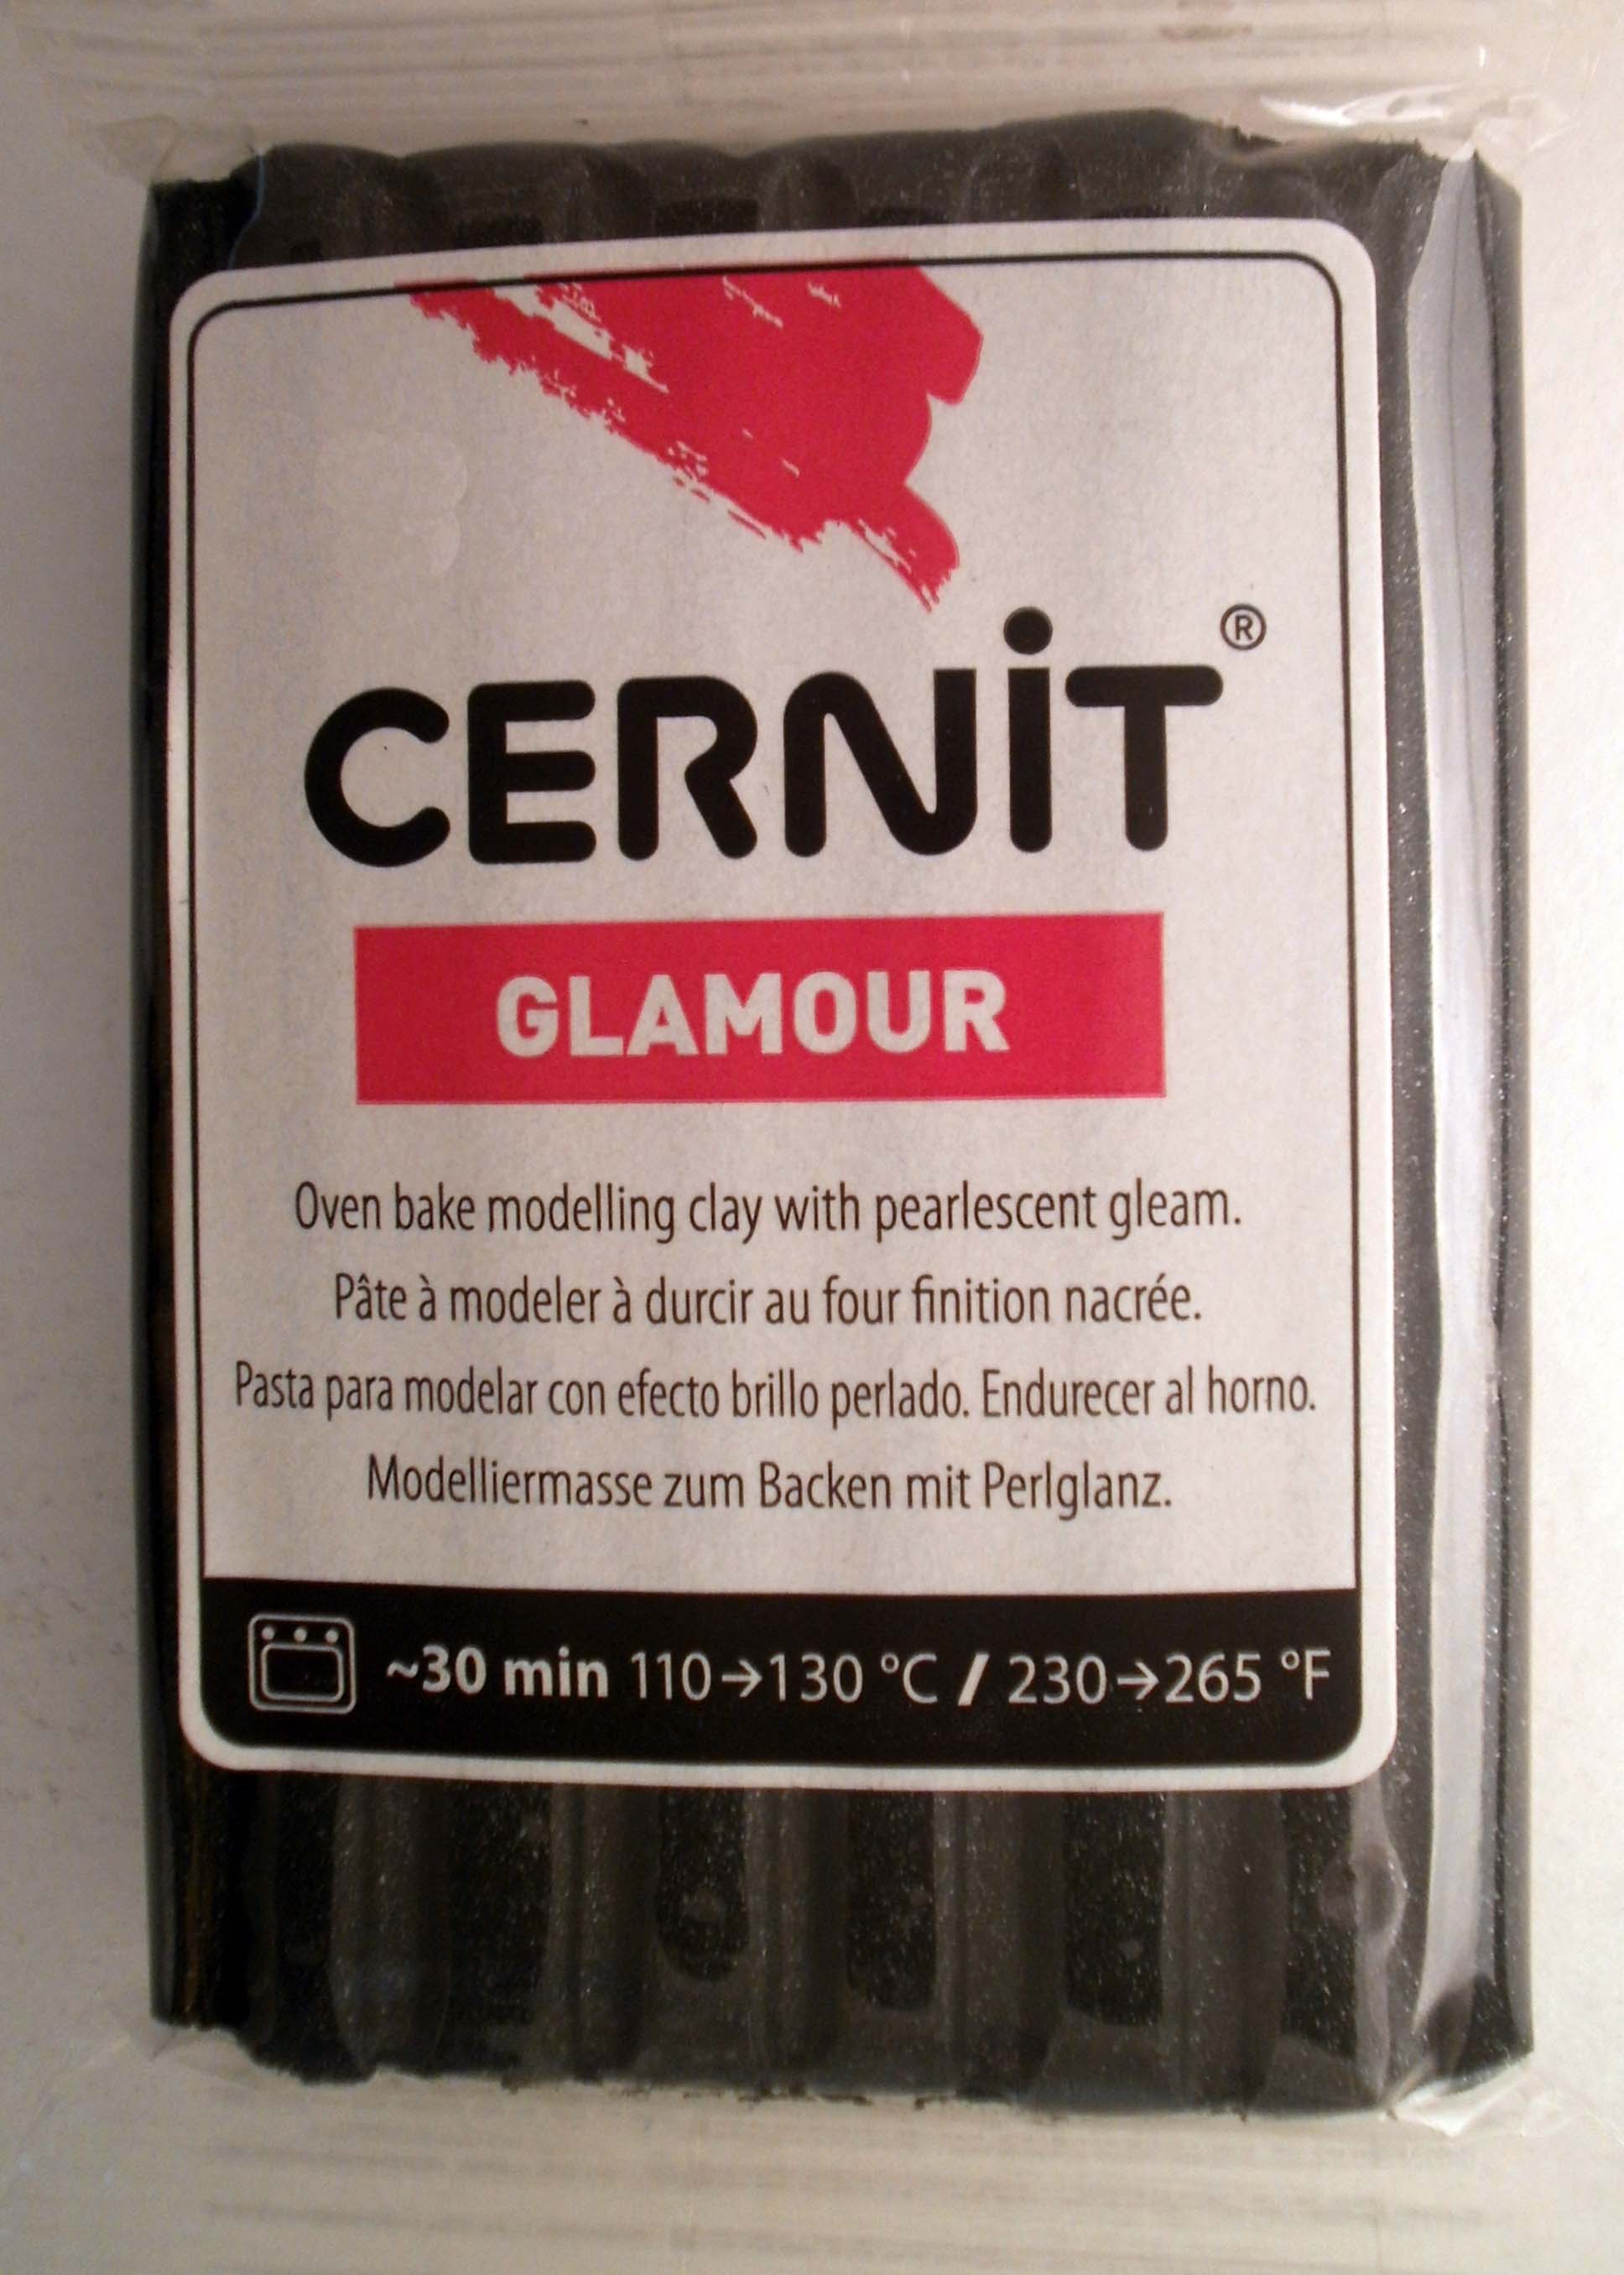 CERNiT®
GLAMOUR
Oven bake modelling clay with pearlescent gleam.
Pâte à modeler à durcir au four finition nacrée.
Pasta para modelar con efecto brillo perlado. Endurecer al horno.
Modelliermasse zum Backen mit Perlglanz.
~30 min 110→130 °C / 230→265 °F